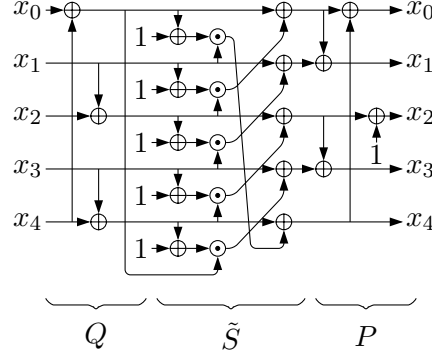 x₀ x₀
1
x₁ x₁
1
x₂ x₂
1 1
x₃ x₃
1
x₄ x₄
1
Q S̃ P